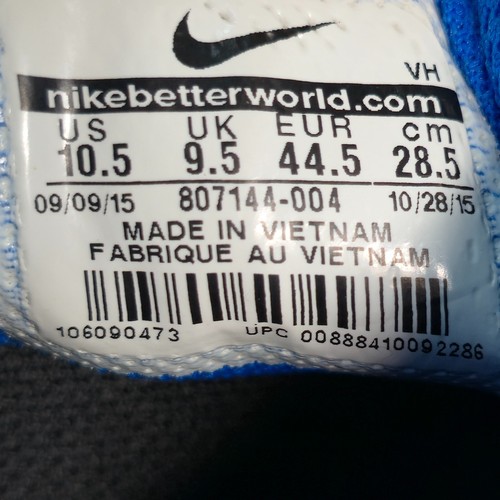 VH
nikebetterworld.com
US UK EUR cm
10.5 9.5 44.5 28.5
09/09/15 807144-004 10/28/15
MADE IN VIETNAM
FABRIQUE AU VIETNAM
106090473 UPC 00888410092286